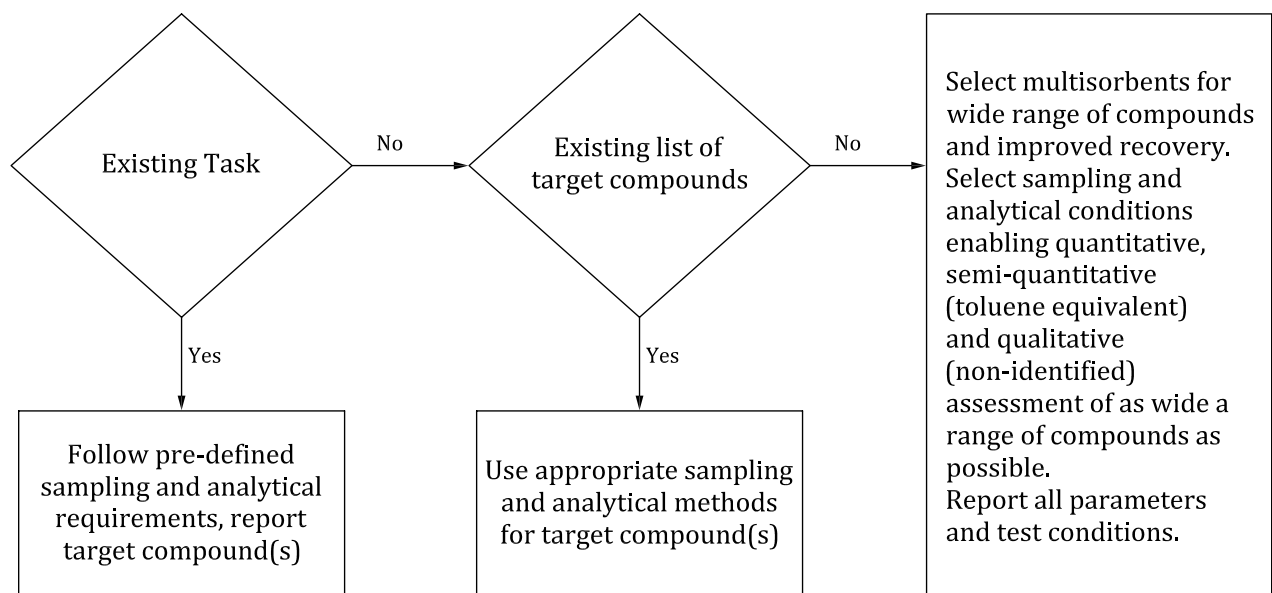 Existing Task
No
Existing list of
target compounds
No
Select multisorbents for
wide range of compounds
and improved recovery.
Select sampling and
analytical conditions
enabling quantitative,
semi-quantitative
(toluene equivalent)
and qualitative
(non-identified)
assessment of as wide a
range of compounds as
possible.
Report all parameters
and test conditions.
Yes
Yes
Follow pre-defined
sampling and analytical
requirements, report
target compound(s)
Use appropriate sampling
and analytical methods
for target compound(s)